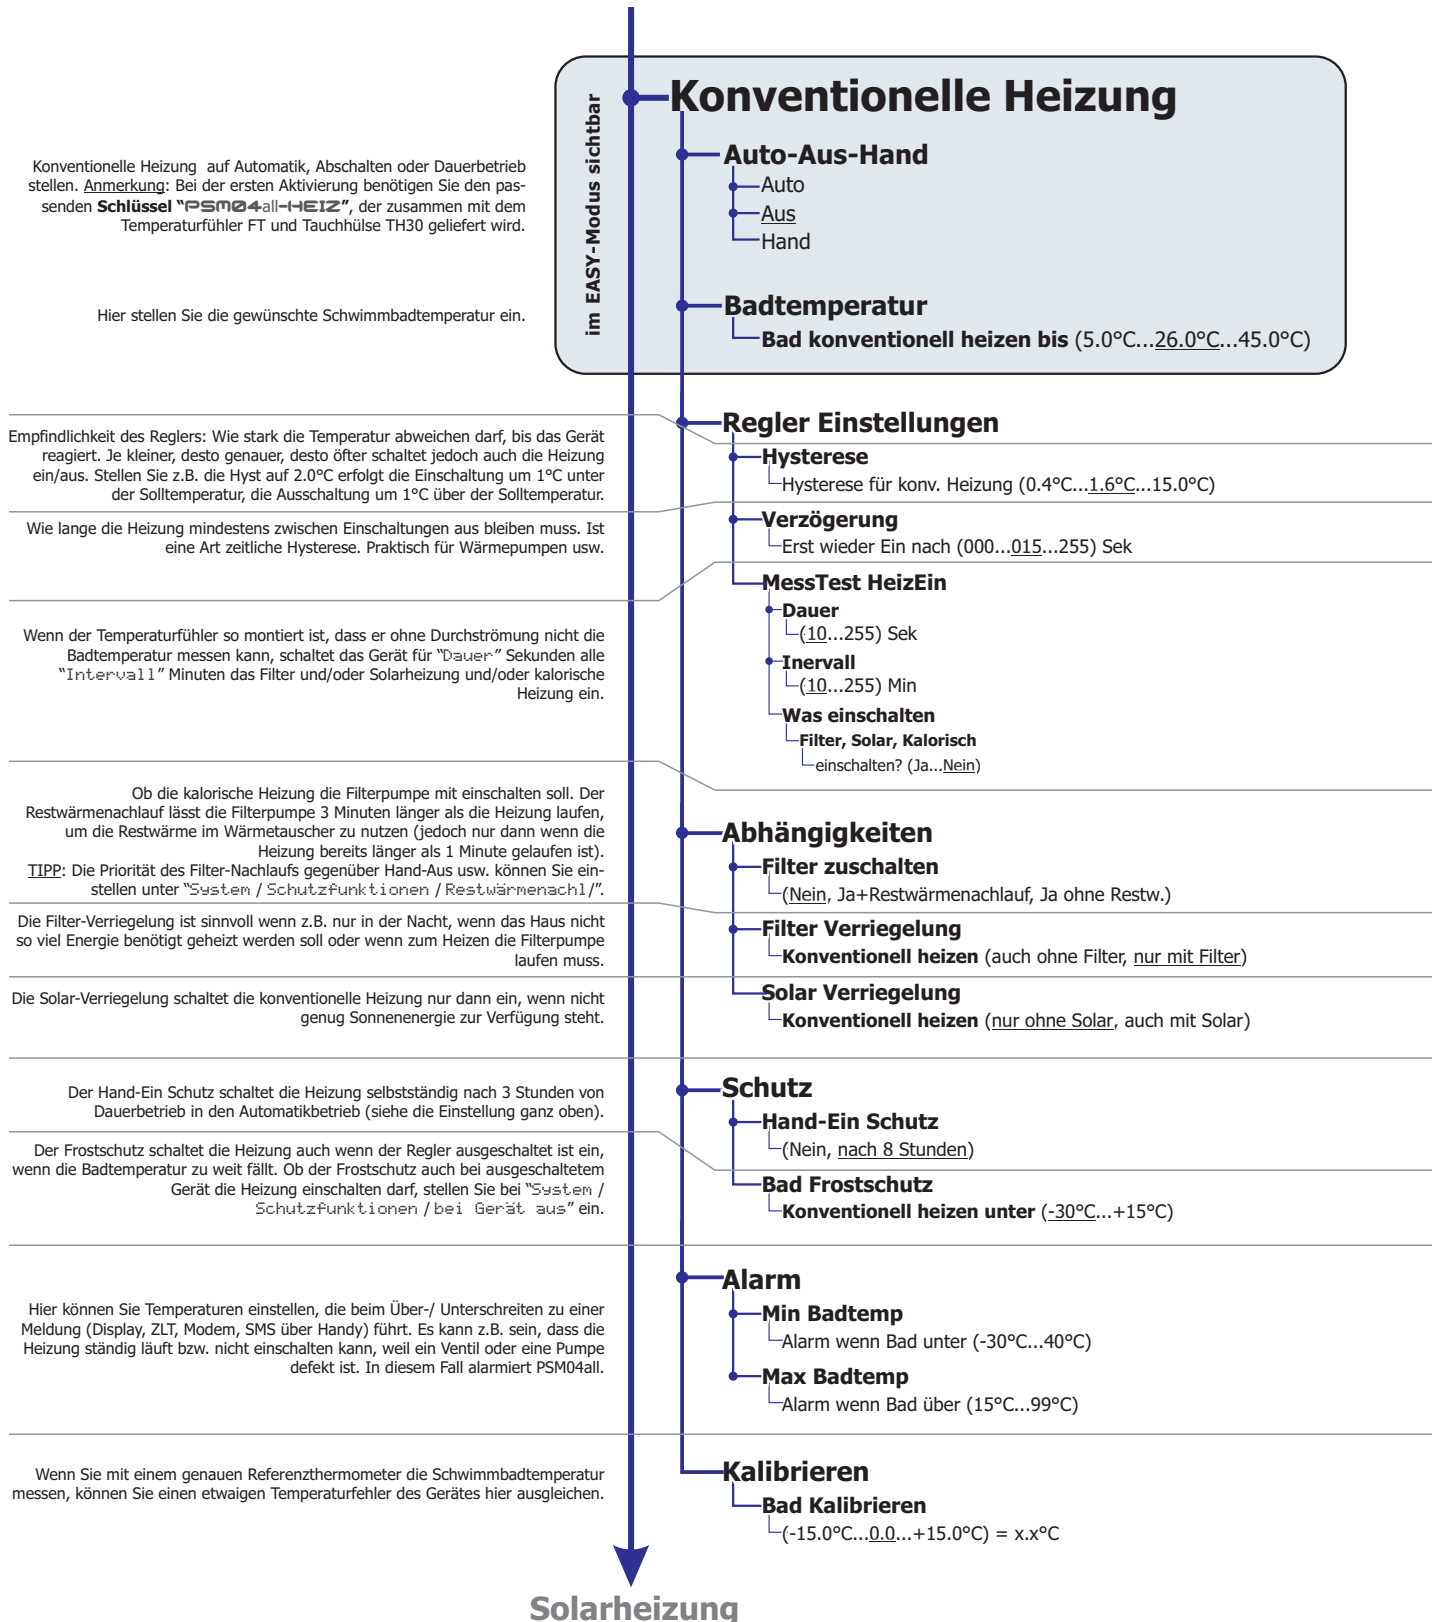 im EASY-Modus sichtbar
Konventionelle Heizung
Konventionelle Heizung auf Automatik, Abschalten oder Dauerbetrieb
stellen. Anmerkung: Bei der ersten Aktivierung benötigen Sie den pas-
senden Schlüssel “PSM04all-HEIZ”, der zusammen mit dem
Temperaturfühler FT und Tauchhülse TH30 geliefert wird.
Auto-Aus-Hand
Auto
Aus
Hand
Hier stellen Sie die gewünschte Schwimmbadtemperatur ein.
Badtemperatur
Bad konventionell heizen bis (5.0°C...26.0°C...45.0°C)
Regler Einstellungen
Empfindlichkeit des Reglers: Wie stark die Temperatur abweichen darf, bis das Gerät
reagiert. Je kleiner, desto genauer, desto öfter schaltet jedoch auch die Heizung
ein/aus. Stellen Sie z.B. die Hyst auf 2.0°C erfolgt die Einschaltung um 1°C unter
der Solltemperatur, die Ausschaltung um 1°C über der Solltemperatur.
Hysterese
Hysterese für konv. Heizung (0.4°C...1.6°C...15.0°C)
Wie lange die Heizung mindestens zwischen Einschaltungen aus bleiben muss. Ist
eine Art zeitliche Hysterese. Praktisch für Wärmepumpen usw.
Verzögerung
Erst wieder Ein nach (000...015...255) Sek
Wenn der Temperaturfühler so montiert ist, dass er ohne Durchströmung nicht die
Badtemperatur messen kann, schaltet das Gerät für “Dauer” Sekunden alle
“Intervall” Minuten das Filter und/oder Solarheizung und/oder kalorische
Heizung ein.
MessTest HeizEin
Dauer
(10...255) Sek
Inervall
(10...255) Min
Was einschalten
Filter, Solar, Kalorisch
einschalten? (Ja...Nein)
Ob die kalorische Heizung die Filterpumpe mit einschalten soll. Der
Restwärmenachlauf lässt die Filterpumpe 3 Minuten länger als die Heizung laufen,
um die Restwärme im Wärmetauscher zu nutzen (jedoch nur dann wenn die
Heizung bereits länger als 1 Minute gelaufen ist).
TIPP: Die Priorität des Filter-Nachlaufs gegenüber Hand-Aus usw. können Sie ein-
stellen unter “System / Schutzfunktionen / Restwärmenachl/”.
Abhängigkeiten
Filter zuschalten
(Nein, Ja+Restwärmenachlauf, Ja ohne Restw.)
Die Filter-Verriegelung ist sinnvoll wenn z.B. nur in der Nacht, wenn das Haus nicht
so viel Energie benötigt geheizt werden soll oder wenn zum Heizen die Filterpumpe
laufen muss.
Filter Verriegelung
Konventionell heizen (auch ohne Filter, nur mit Filter)
Die Solar-Verriegelung schaltet die konventionelle Heizung nur dann ein, wenn nicht
genug Sonnenenergie zur Verfügung steht.
Solar Verriegelung
Konventionell heizen (nur ohne Solar, auch mit Solar)
Schutz
Der Hand-Ein Schutz schaltet die Heizung selbstständig nach 3 Stunden von
Dauerbetrieb in den Automatikbetrieb (siehe die Einstellung ganz oben).
Hand-Ein Schutz
(Nein, nach 8 Stunden)
Der Frostschutz schaltet die Heizung auch wenn der Regler ausgeschaltet ist ein,
wenn die Badtemperatur zu weit fällt. Ob der Frostschutz auch bei ausgeschaltetem
Gerät die Heizung einschalten darf, stellen Sie bei “System /
Schutzfunktionen / bei Gerät aus” ein.
Bad Frostschutz
Konventionell heizen unter (-30°C...+15°C)
Alarm
Hier können Sie Temperaturen einstellen, die beim Über-/ Unterschreiten zu einer
Meldung (Display, ZLT, Modem, SMS über Handy) führt. Es kann z.B. sein, dass die
Heizung ständig läuft bzw. nicht einschalten kann, weil ein Ventil oder eine Pumpe
defekt ist. In diesem Fall alarmiert PSM04all.
Min Badtemp
Alarm wenn Bad unter (-30°C...40°C)
Max Badtemp
Alarm wenn Bad über (15°C...99°C)
Wenn Sie mit einem genauen Referenzthermometer die Schwimmbadtemperatur
messen, können Sie einen etwaigen Temperaturfehler des Gerätes hier ausgleichen.
Kalibrieren
Bad Kalibrieren
(-15.0°C...0.0...+15.0°C) = x.x°C
Solarheizung